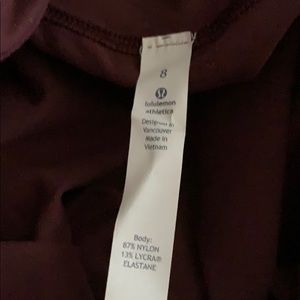 8
lululemon
athletica
Designed in
Vancouver
Made in
Vietnam
Body:
87% NYLON
13% LYCRA®
ELASTANE